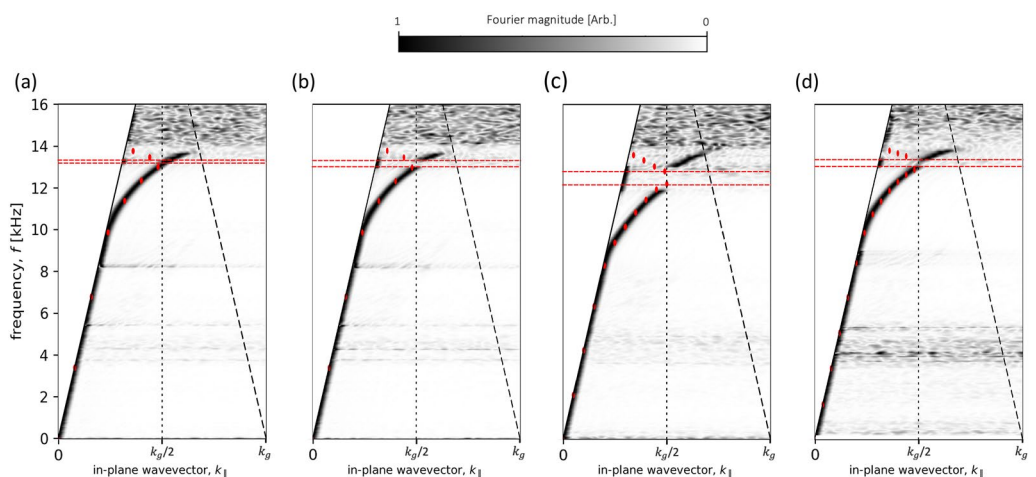 Fourier magnitude [Arb.]
1 0
(a) (b) (c) (d)
16
14
12
10
8
6
4
2
0
frequency, f [kHz]
0 k_g/2 k_g 0 k_g/2 k_g 0 k_g/2 k_g 0 k_g/2 k_g
in-plane wavevector, k_∥ in-plane wavevector, k_∥ in-plane wavevector, k_∥ in-plane wavevector, k_∥